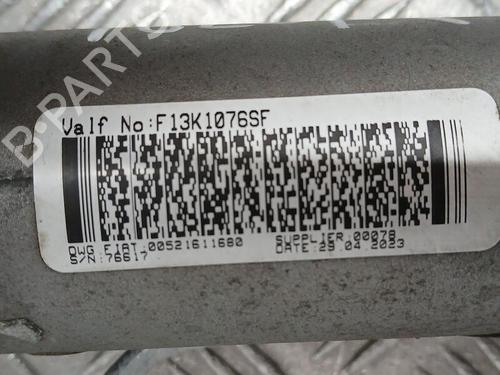 B-PARTS
Valf No:F13K1076SF
DWG FIAT:00521611680
S/N:76617
SUPPLIER:00078
DATE:29.04.2023